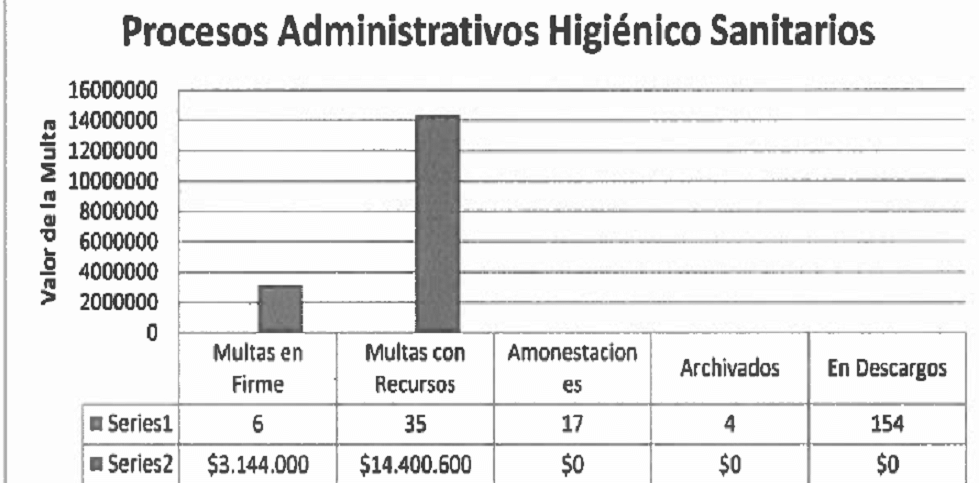 Procesos Administrativos Higiénico Sanitarios
16000000
14000000
12000000
10000000
8000000
6000000
4000000
2000000
0
Valor de la Multa
Multas en Firme
Multas con Recursos
Amonestacion
es
Archivados
En Descargos
Series1 6 35 17 4 154
Series2 $3.144.000 $14.400.600 $0 $0 $0